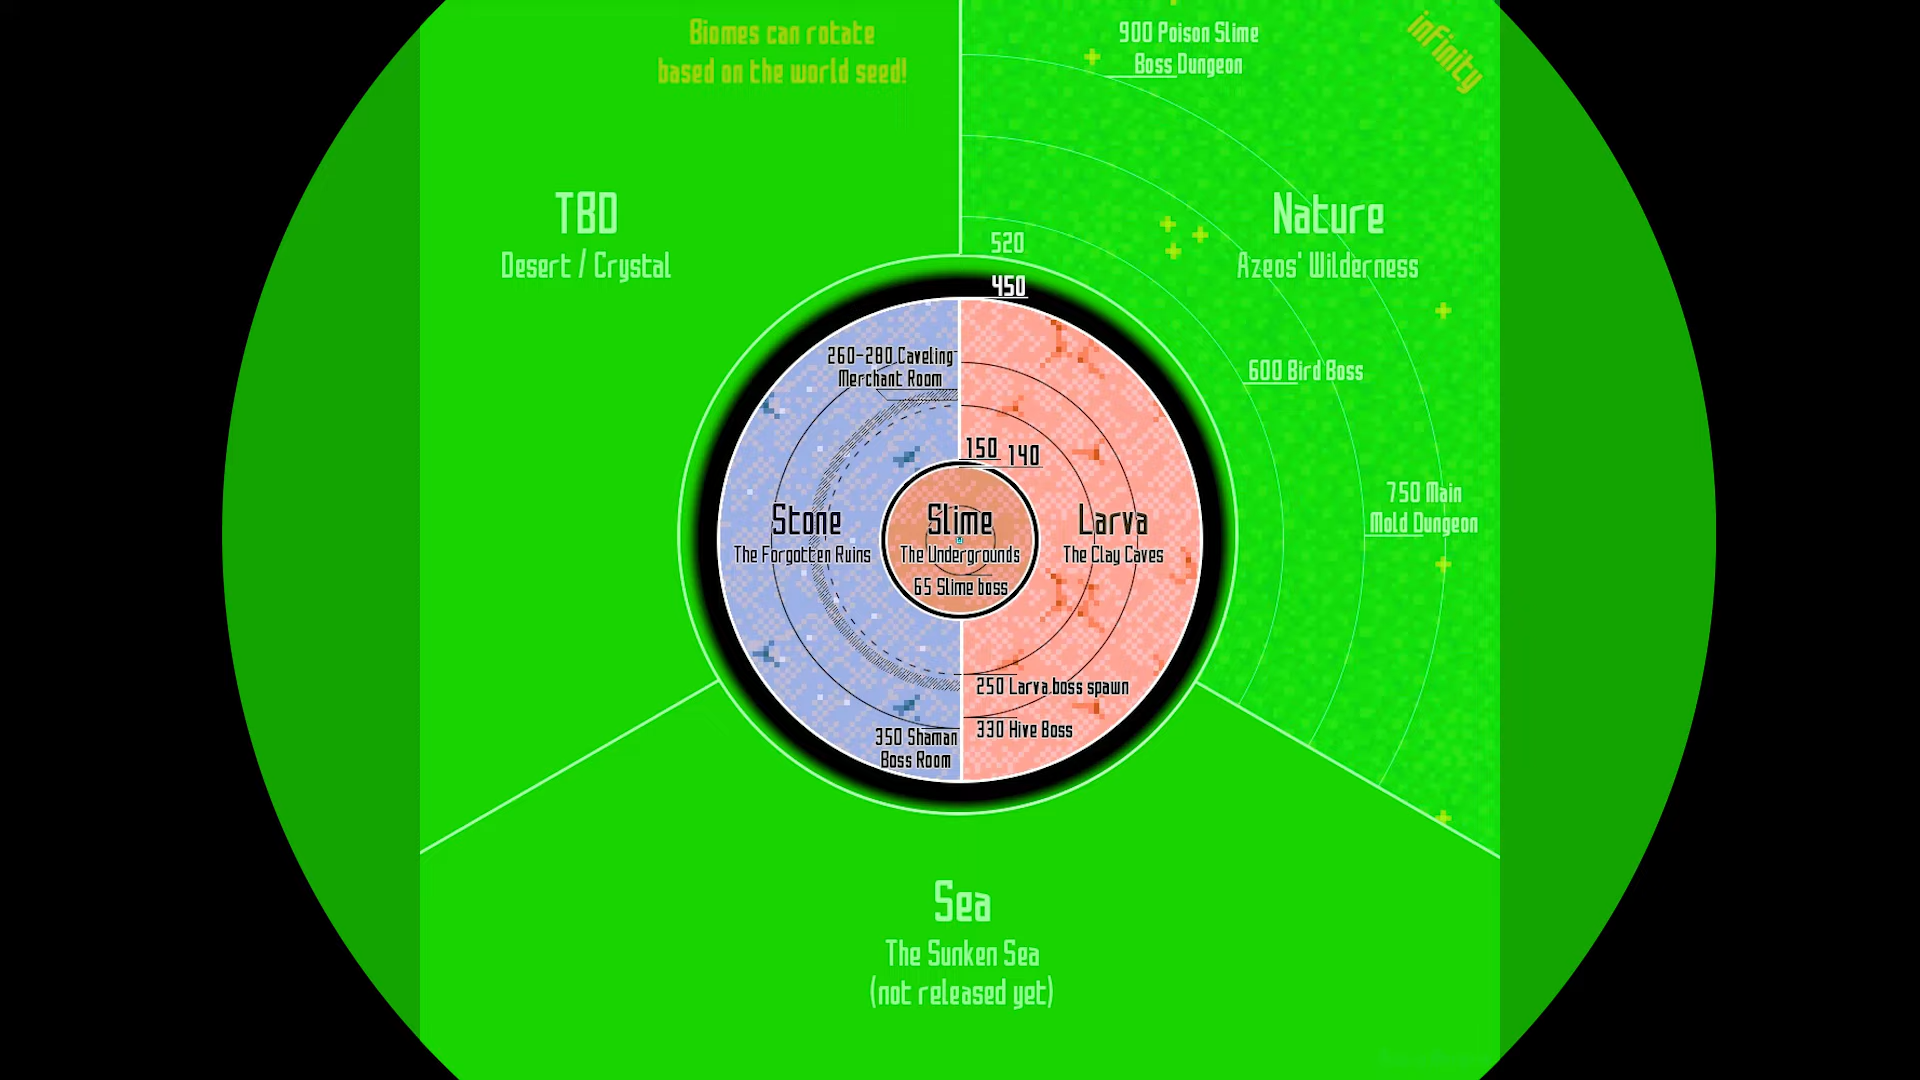 Biomes can rotate
based on the world seed!
900 Poison Slime
Boss Dungeon
infinity
TBD
Desert / Crystal
Nature
Azeos' Wilderness
520
450
260-280 Caveling
Merchant Room
600 Bird Boss
150
140
750 Main
Mold Dungeon
Stone
The Forgotten Ruins
Slime
The Undergrounds
65 Slime boss
Larva
The Clay Caves
250 Larva boss spawn
330 Hive Boss
350 Shaman
Boss Room
Sea
The Sunken Sea
(not released yet)